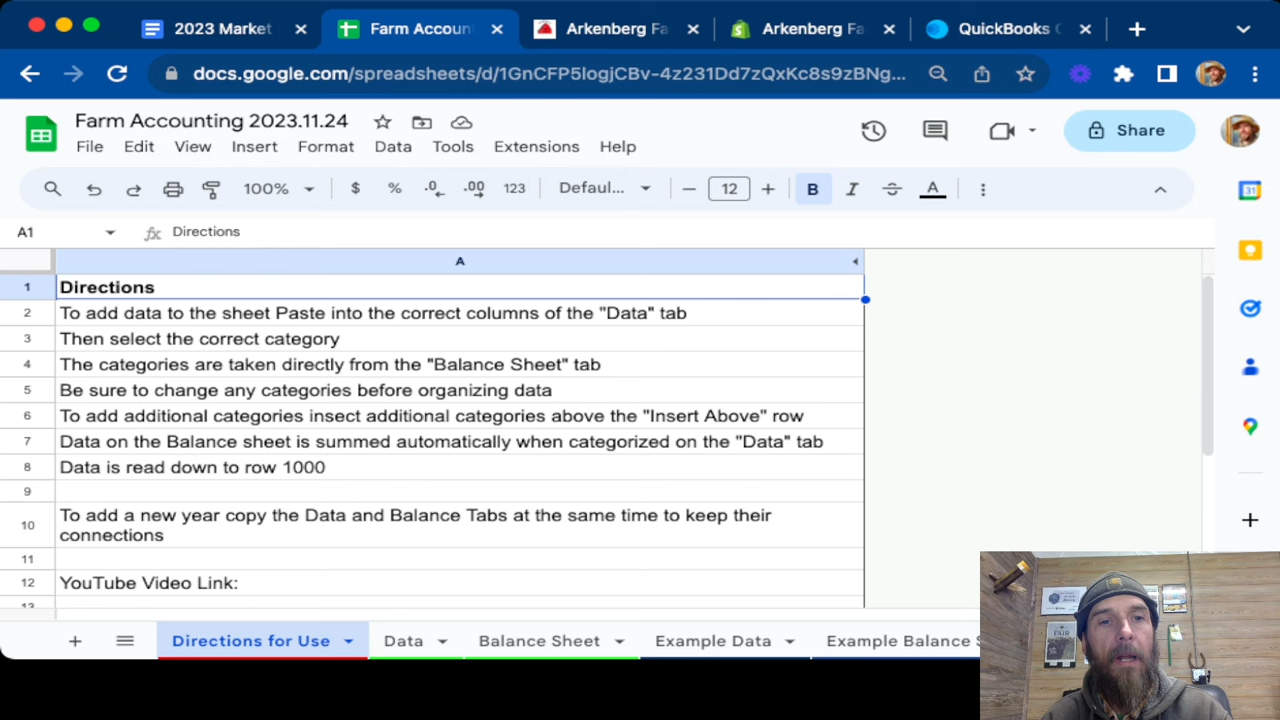 2023 Market
Farm Accoun
Arkenberg Fa
Arkenberg Fa
QuickBooks
docs.google.com/spreadsheets/d/1GnCFP5IogjCBv-4z231Dd7zQxKc8s9zBNg...
Farm Accounting 2023.11.24
File Edit View Insert Format Data Tools Extensions Help
Share
100% $ % .0 .00 123 Defaul... 12 B I S A
31
A1 fx Directions
A
1 Directions
2 To add data to the sheet Paste into the correct columns of the "Data" tab
3 Then select the correct category
4 The categories are taken directly from the "Balance Sheet" tab
5 Be sure to change any categories before organizing data
6 To add additional categories insect additional categories above the "Insert Above" row
7 Data on the Balance sheet is summed automatically when categorized on the "Data" tab
8 Data is read down to row 1000
9
10 To add a new year copy the Data and Balance Tabs at the same time to keep their
connections
11
12 YouTube Video Link:
13
Directions for Use Data Balance Sheet Example Data Example Balance S
FAIR